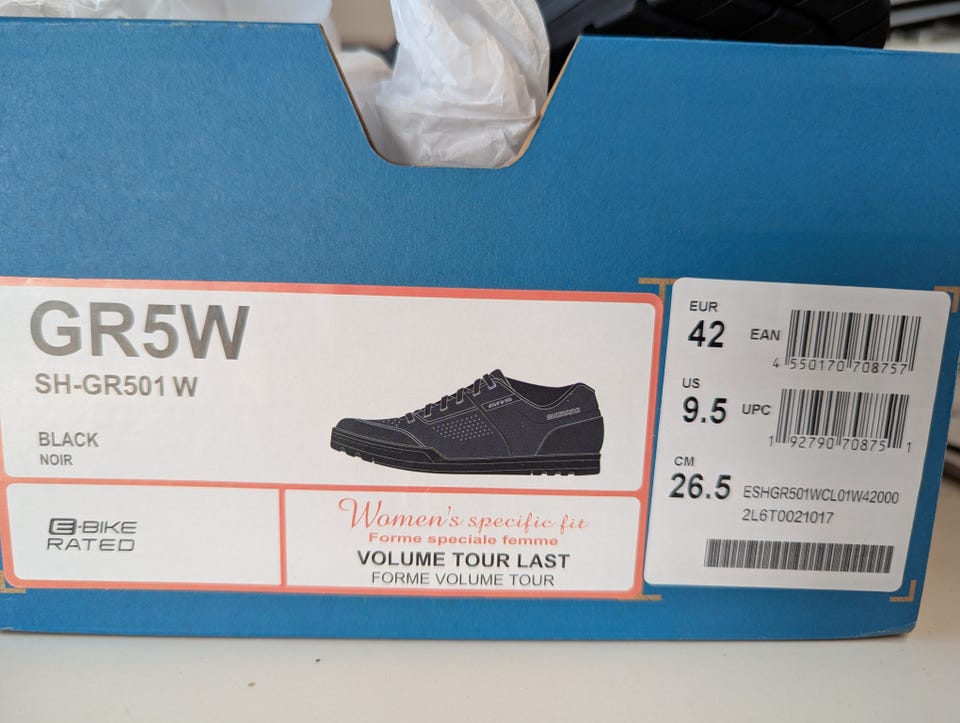 GR5W
SH-GR501 W
BLACK
NOIR
GR5
SHIMANO
E-BIKE
RATED
Women's specific fit
Forme speciale femme
VOLUME TOUR LAST
FORME VOLUME TOUR
EUR
42
EAN
4 550170 708757
US
9.5
UPC
1 92790 70875 1
CM
26.5
ESHGR501WCL01W42000
2L6T0021017